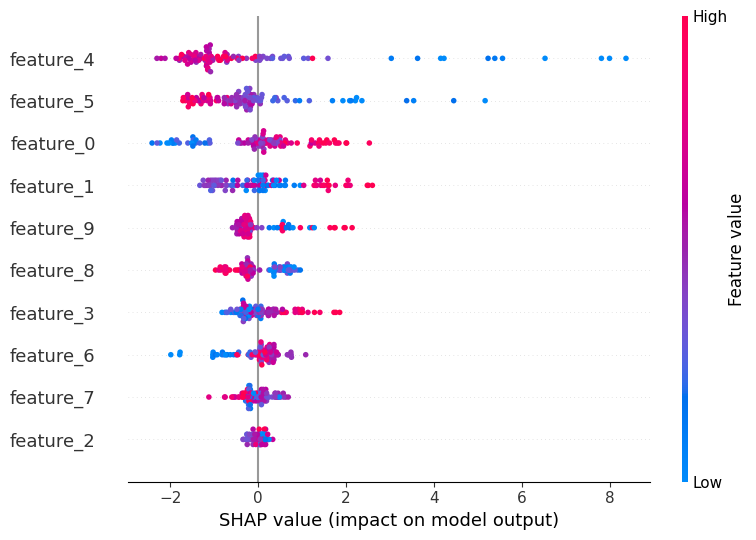 High
feature_4
feature_5
feature_0
feature_1
feature_9
feature_8
feature_3
feature_6
feature_7
feature_2
Feature value
Low
−2 0 2 4 6 8
SHAP value (impact on model output)